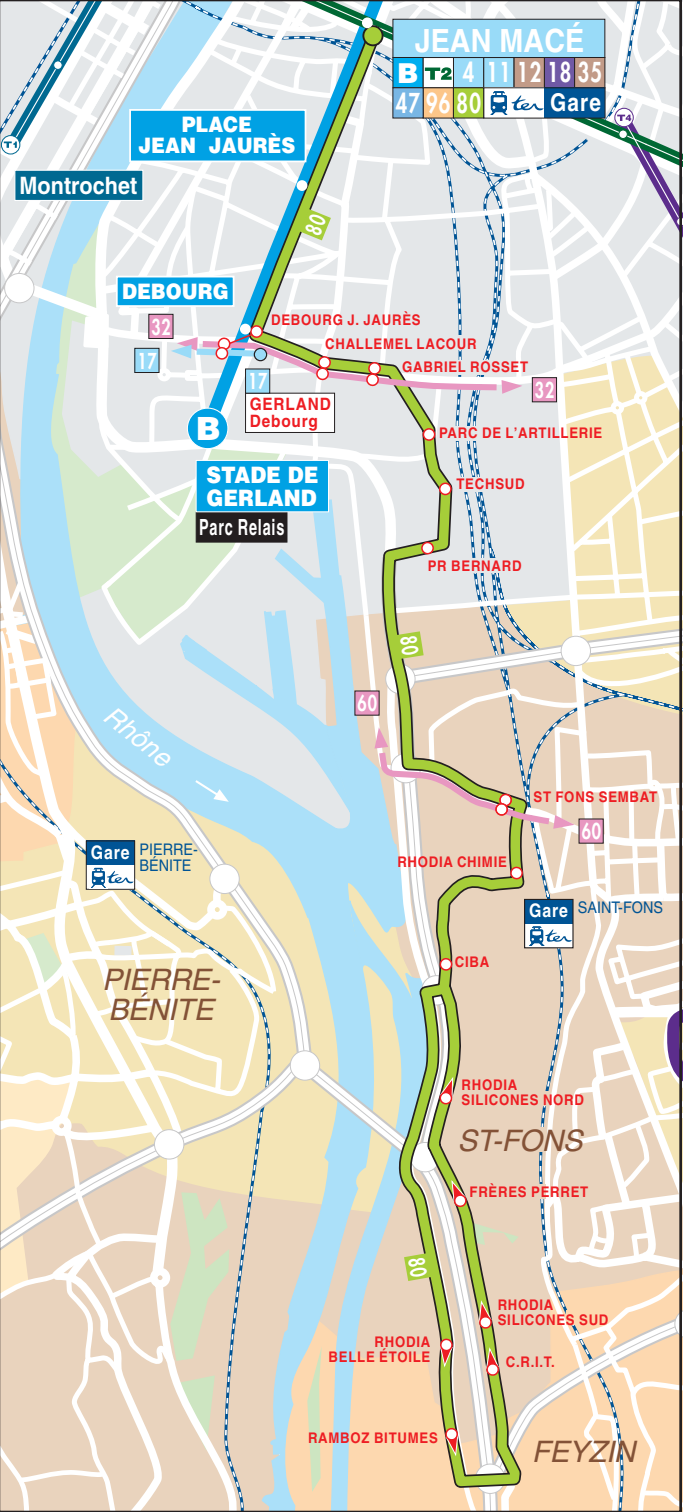 JEAN MACÉ
B T2 4 11 12 18 35
47 96 80 ter Gare
T1
T4
PLACE
JEAN JAURÈS
Montrochet
80
DEBOURG
32
17
DEBOURG J. JAURÈS
CHALLEMEL LACOUR
GABRIEL ROSSET
17
32
GERLAND
Debourg
B
PARC DE L'ARTILLERIE
STADE DE
GERLAND
Parc Relais
TECHSUD
PR BERNARD
80
60
Rhône
ST FONS SEMBAT
60
Gare
ter
PIERRE-
BÉNITE
RHODIA CHIMIE
Gare
ter
SAINT-FONS
CIBA
PIERRE-
BÉNITE
RHODIA
SILICONES NORD
ST-FONS
FRÈRES PERRET
80
RHODIA
SILICONES SUD
RHODIA
BELLE ÉTOILE
C.R.I.T.
RAMBOZ BITUMES
FEYZIN